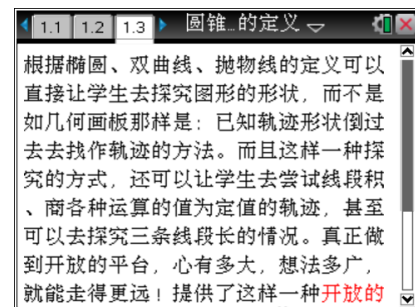 1.1 1.2 1.3 圆锥…的定义
根据椭圆、双曲线、抛物线的定义可以
直接让学生去探究图形的形状，而不是
如几何画板那样是：已知轨迹形状倒过
去去找作轨迹的方法。而且这样一种探
究的方式，还可以让学生去尝试线段积
、商各种运算的值为定值的轨迹，甚至
可以去探究三条线段长的情况。真正做
到开放的平台，心有多大，想法多广，
就能走得更远！提供了这样一种开放的